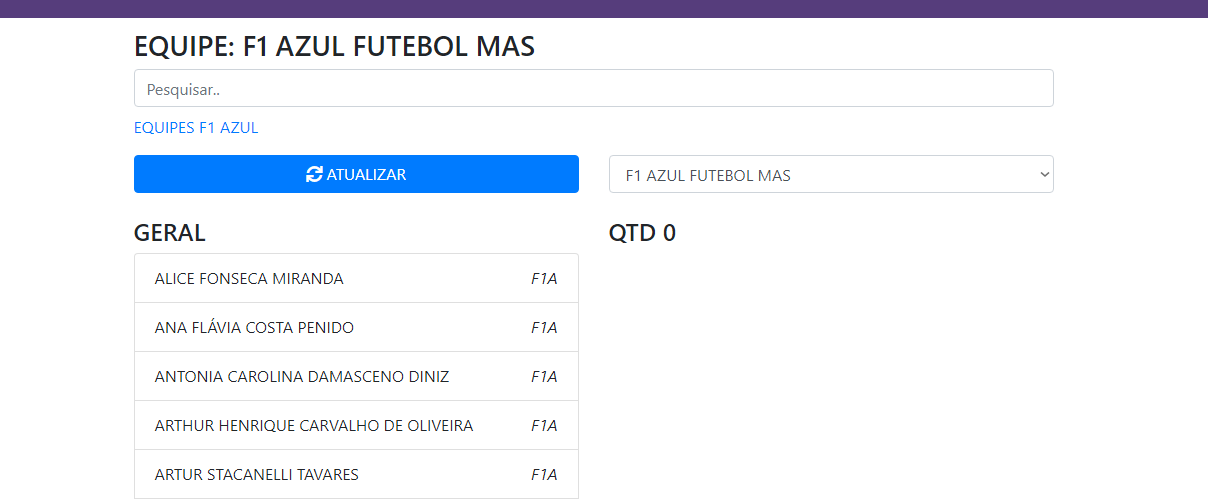 EQUIPE: F1 AZUL FUTEBOL MAS
Pesquisar..
EQUIPES F1 AZUL
ATUALIZAR
F1 AZUL FUTEBOL MAS
GERAL
QTD 0
ALICE FONSECA MIRANDA F1A
ANA FLÁVIA COSTA PENIDO F1A
ANTONIA CAROLINA DAMASCENO DINIZ F1A
ARTHUR HENRIQUE CARVALHO DE OLIVEIRA F1A
ARTUR STACANELLI TAVARES F1A